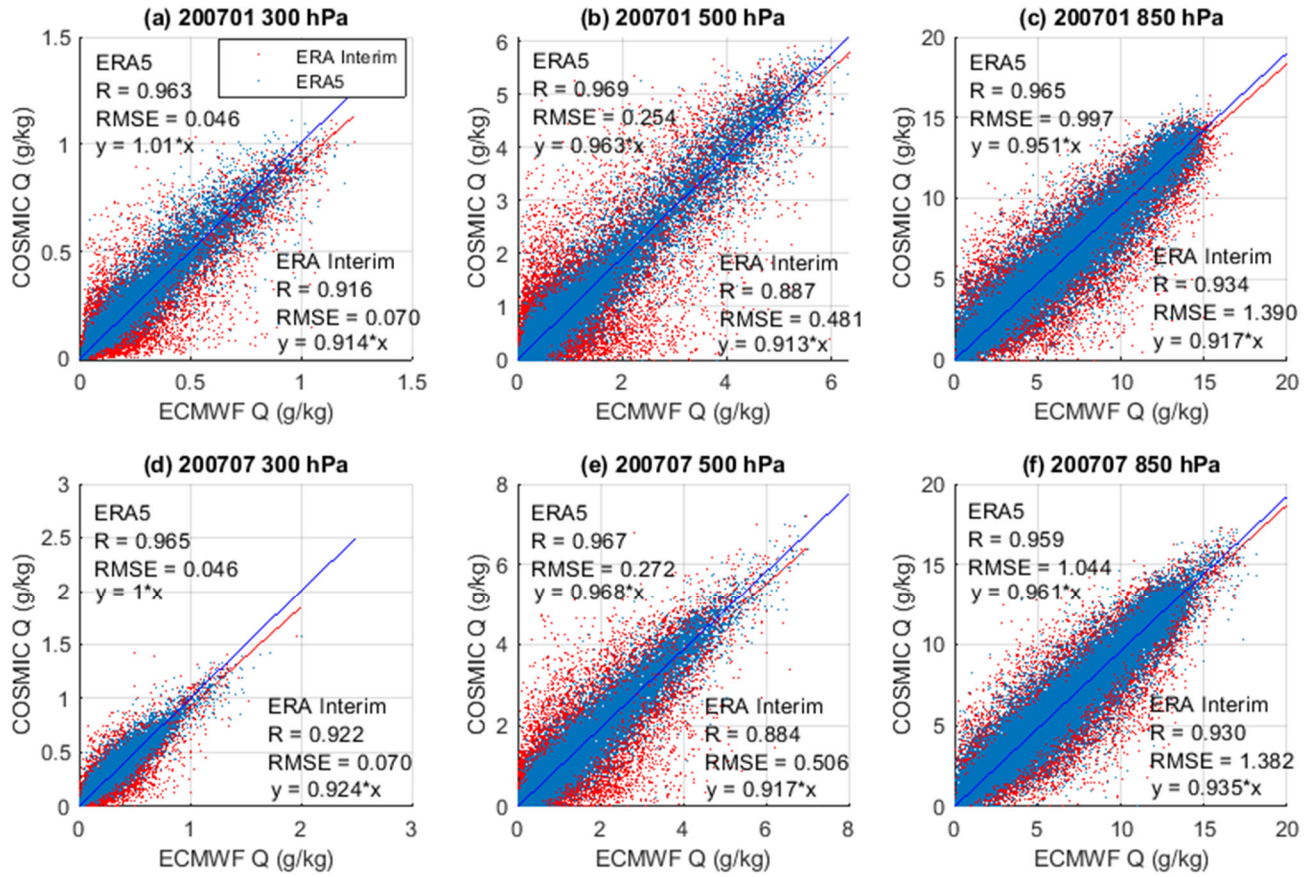 (a) 200701 300 hPa
1.5
1
0.5
0
COSMIC Q (g/kg)
ERA5
R = 0.963
RMSE = 0.046
y = 1.01*x
ERA Interim
ERA5
ERA Interim
R = 0.916
RMSE = 0.070
y = 0.914*x
0 0.5 1 1.5
ECMWF Q (g/kg)
(b) 200701 500 hPa
6
5
4
3
2
1
0
COSMIC Q (g/kg)
ERA5
R = 0.969
RMSE = 0.254
y = 0.963*x
ERA Interim
R = 0.887
RMSE = 0.481
y = 0.913*x
0 2 4 6
ECMWF Q (g/kg)
(c) 200701 850 hPa
20
15
10
5
0
COSMIC Q (g/kg)
ERA5
R = 0.965
RMSE = 0.997
y = 0.951*x
ERA Interim
R = 0.934
RMSE = 1.390
y = 0.917*x
0 5 10 15 20
ECMWF Q (g/kg)
(d) 200707 300 hPa
3
2.5
2
1.5
1
0.5
0
COSMIC Q (g/kg)
ERA5
R = 0.965
RMSE = 0.046
y = 1*x
ERA Interim
R = 0.922
RMSE = 0.070
y = 0.924*x
0 1 2 3
ECMWF Q (g/kg)
(e) 200707 500 hPa
8
6
4
2
0
COSMIC Q (g/kg)
ERA5
R = 0.967
RMSE = 0.272
y = 0.968*x
ERA Interim
R = 0.884
RMSE = 0.506
y = 0.917*x
0 2 4 6 8
ECMWF Q (g/kg)
(f) 200707 850 hPa
20
15
10
5
0
COSMIC Q (g/kg)
ERA5
R = 0.959
RMSE = 1.044
y = 0.961*x
ERA Interim
R = 0.930
RMSE = 1.382
y = 0.935*x
0 5 10 15 20
ECMWF Q (g/kg)